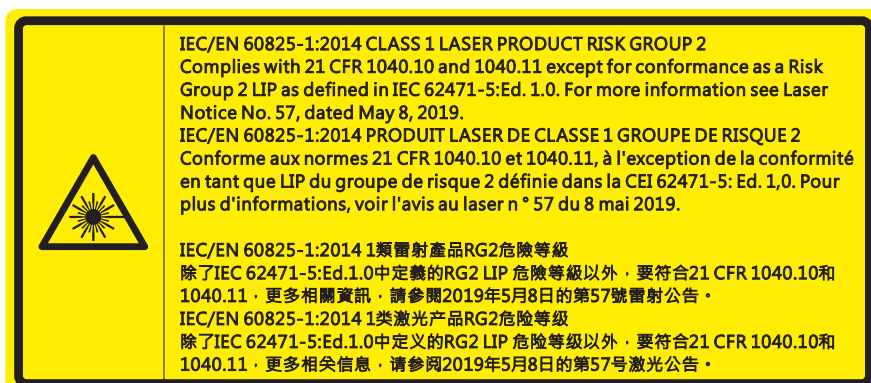 IEC/EN 60825-1:2014 CLASS 1 LASER PRODUCT RISK GROUP 2
Complies with 21 CFR 1040.10 and 1040.11 except for conformance as a Risk
Group 2 LIP as defined in IEC 62471-5:Ed. 1.0. For more information see Laser
Notice No. 57, dated May 8, 2019.
IEC/EN 60825-1:2014 PRODUIT LASER DE CLASSE 1 GROUPE DE RISQUE 2
Conforme aux normes 21 CFR 1040.10 et 1040.11, à l'exception de la conformité
en tant que LIP du groupe de risque 2 définie dans la CEI 62471-5: Ed. 1,0. Pour
plus d'informations, voir l'avis au laser n ° 57 du 8 mai 2019.
IEC/EN 60825-1:2014 1類雷射產品RG2危險等級
除了IEC 62471-5:Ed.1.0中定義的RG2 LIP 危險等級以外，要符合21 CFR 1040.10和
1040.11，更多相關資訊，請參閱2019年5月8日的第57號雷射公告。
IEC/EN 60825-1:2014 1类激光产品RG2危险等级
除了IEC 62471-5:Ed.1.0中定义的RG2 LIP 危险等级以外，要符合21 CFR 1040.10和
1040.11，更多相关信息，请参阅2019年5月8日的第57号激光公告。